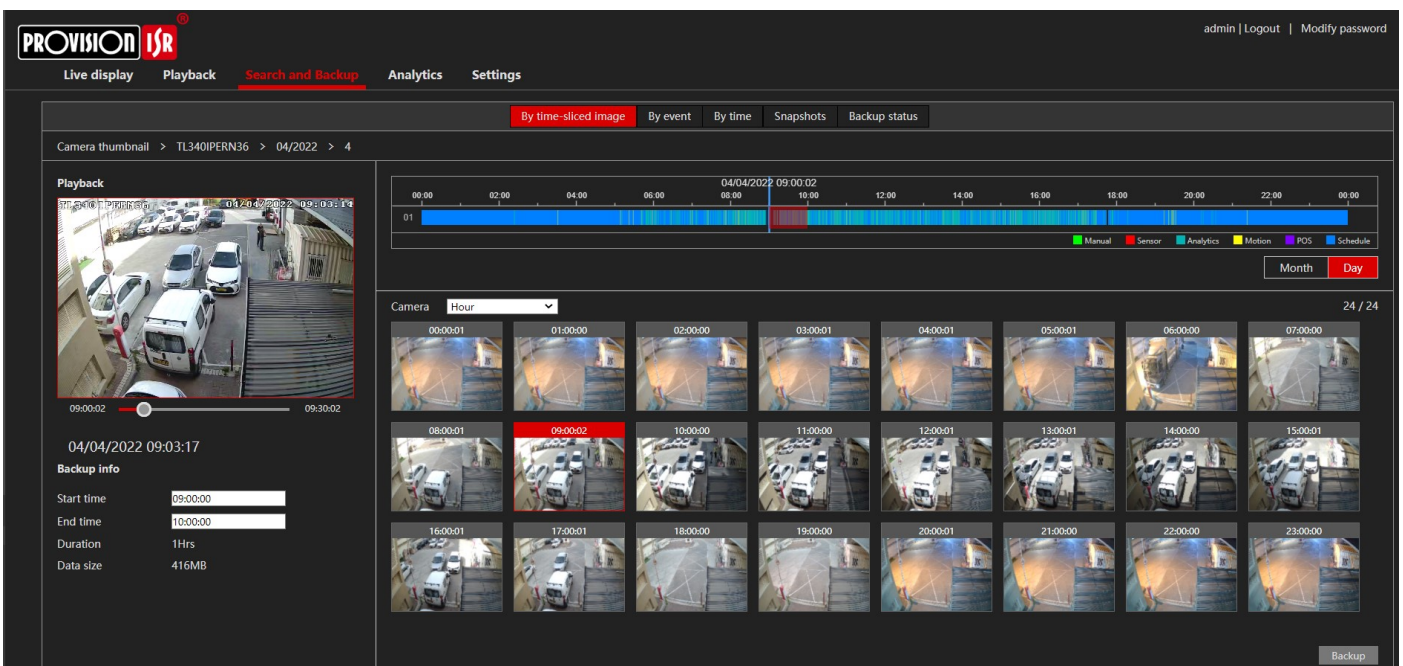 PROVISION ISR®
admin | Logout | Modify password
Live display Playback Search and Backup Analytics Settings
By time-sliced image By event By time Snapshots Backup status
Camera thumbnail > TL340IPERN36 > 04/2022 > 4
Playback
04/04/2022 09:03:14
09:00:02 09:30:02
04/04/2022 09:03:17
Backup info
Start time 09:00:00
End time 10:00:00
Duration 1Hrs
Data size 416MB
04/04/2022 09:00:02
00:00 02:00 04:00 06:00 08:00 10:00 12:00 14:00 16:00 18:00 20:00 22:00 00:00
01
Manual Sensor Analytics Motion POS Schedule
Month Day
Camera Hour 24 / 24
00:00:01 01:00:00 02:00:00 03:00:01 04:00:01 05:00:01 06:00:00 07:00:00
08:00:01 09:00:02 10:00:00 11:00:00 12:00:01 13:00:01 14:00:00 15:00:01
16:00:01 17:00:01 18:00:00 19:00:00 20:00:01 21:00:00 22:00:00 23:00:00
Backup